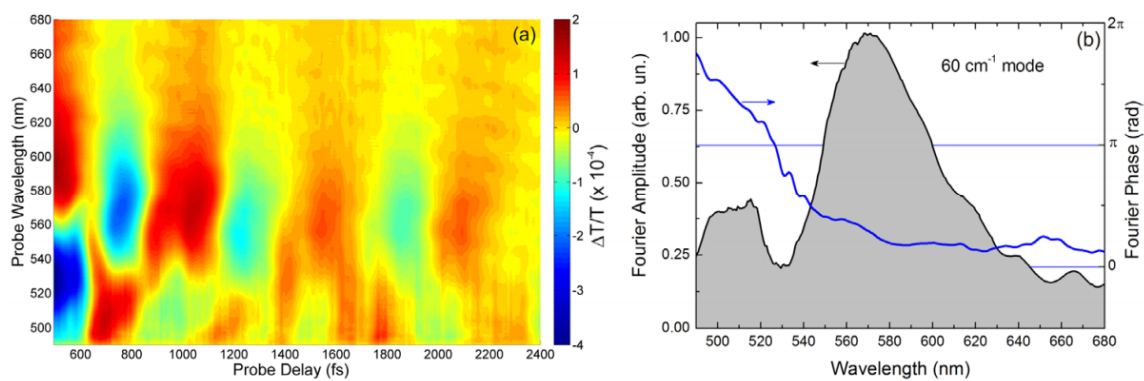 680
660
640
620
600
580
560
540
520
500
Probe Wavelength (nm)
(a)
600 800 1000 1200 1400 1600 1800 2000 2200 2400
Probe Delay (fs)
2
1
0
-1
-2
-3
-4
ΔT/T (x 10⁻⁴)
1.00
0.75
0.50
0.25
0.00
Fourier Amplitude (arb. un.)
(b)
60 cm⁻¹ mode
2π
π
0
Fourier Phase (rad)
500 520 540 560 580 600 620 640 660 680
Wavelength (nm)